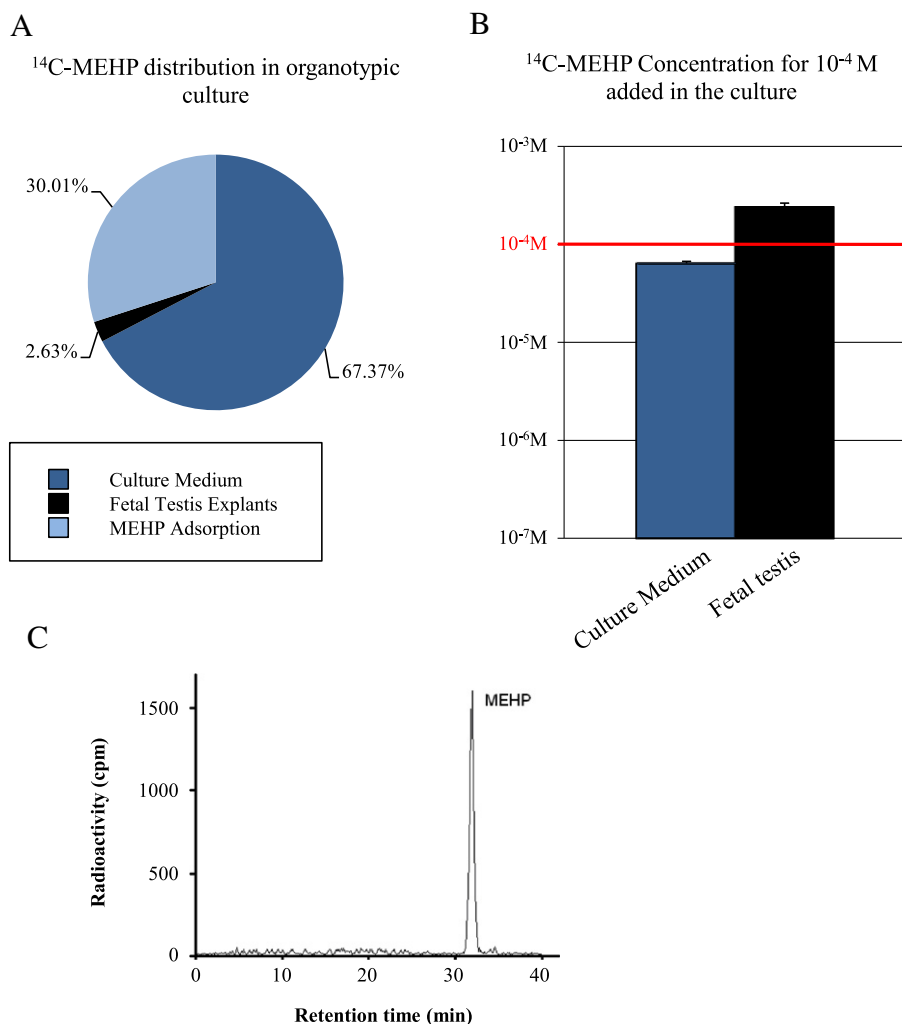 A
¹⁴C-MEHP distribution in organotypic
culture
30.01%
2.63%
67.37%
Culture Medium
Fetal Testis Explants
MEHP Adsorption
B
¹⁴C-MEHP Concentration for 10⁻⁴ M
added in the culture
10⁻³M
10⁻⁴M
10⁻⁵M
10⁻⁶M
10⁻⁷M
Culture Medium
Fetal testis
C
MEHP
1500
1000
500
0
Radioactivity (cpm)
0 10 20 30 40
Retention time (min)